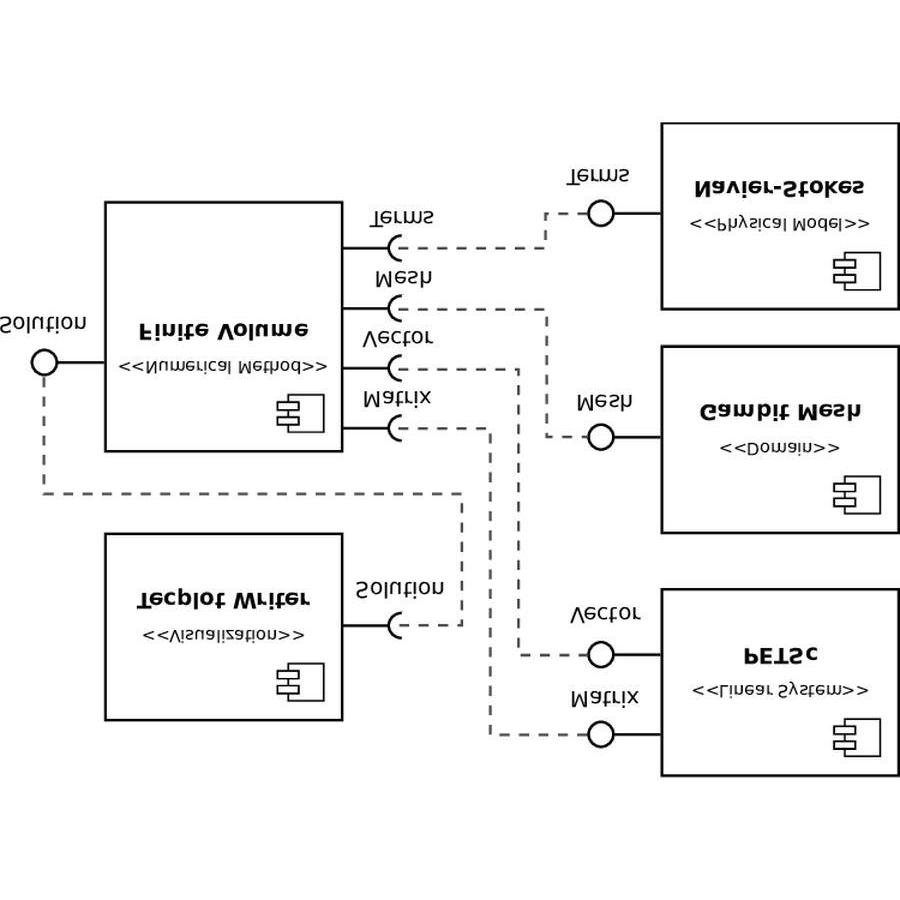 Terms
Navier-Stokes
<<Physical Model>>
Terms
Mesh
Solution
Finite Volume
<<Numerical Method>>
Vector
Matrix
Mesh
Gambit Mesh
<<Domain>>
Tecplot Writer
<<Visualization>>
Solution
Vector
PETSc
<<Linear System>>
Matrix